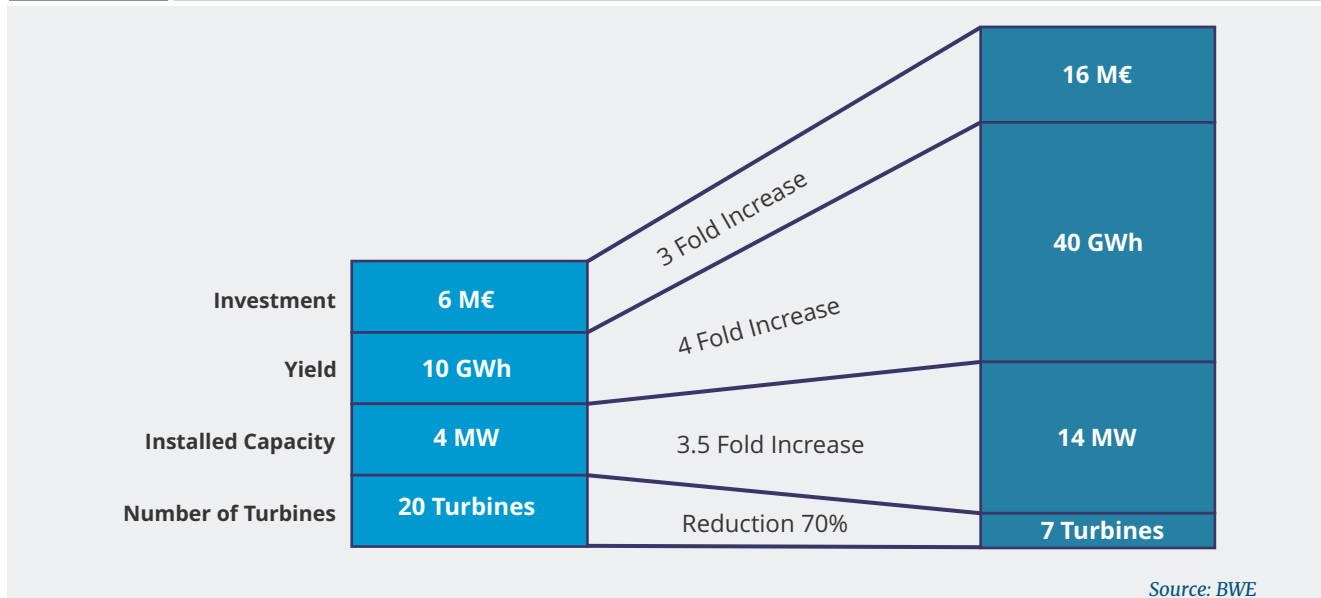 16 M€
3 Fold Increase
40 GWh
Investment
6 M€
4 Fold Increase
Yield
10 GWh
Installed Capacity
4 MW
3.5 Fold Increase
14 MW
Number of Turbines
20 Turbines
Reduction 70%
7 Turbines
Source: BWE